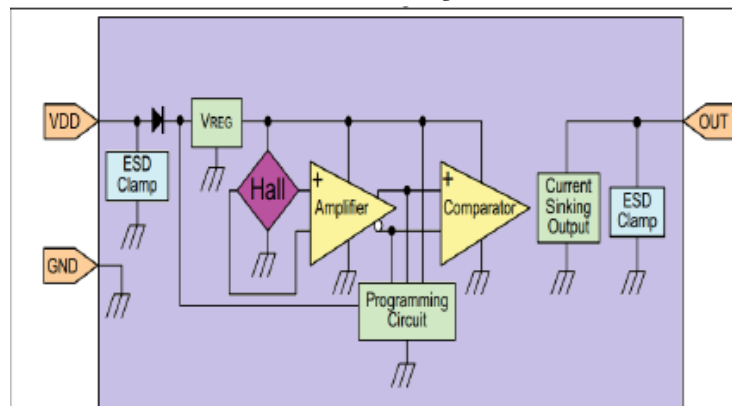 VDD
VREG
OUT
ESD
Clamp
Hall
+
Amplifier
+
Comparator
Current
Sinking
Output
ESD
Clamp
GND
Programming
Circuit